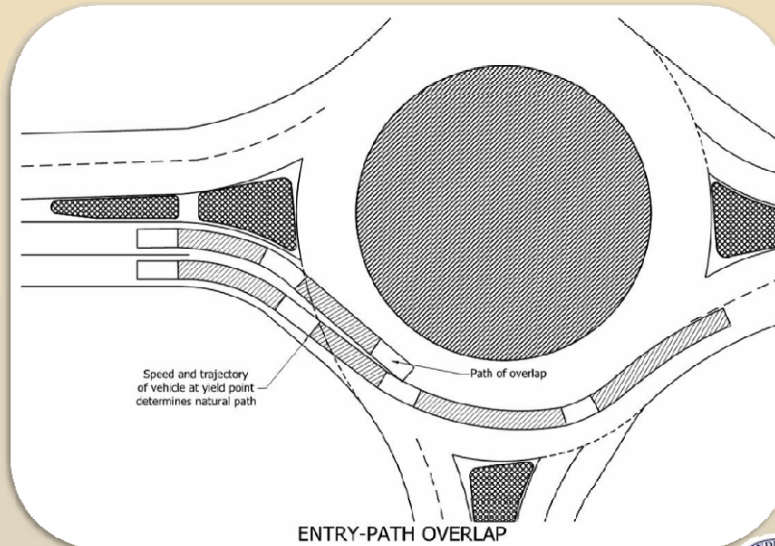 Speed and trajectory
of vehicle at yield point
determines natural path
Path of overlap
ENTRY-PATH OVERLAP